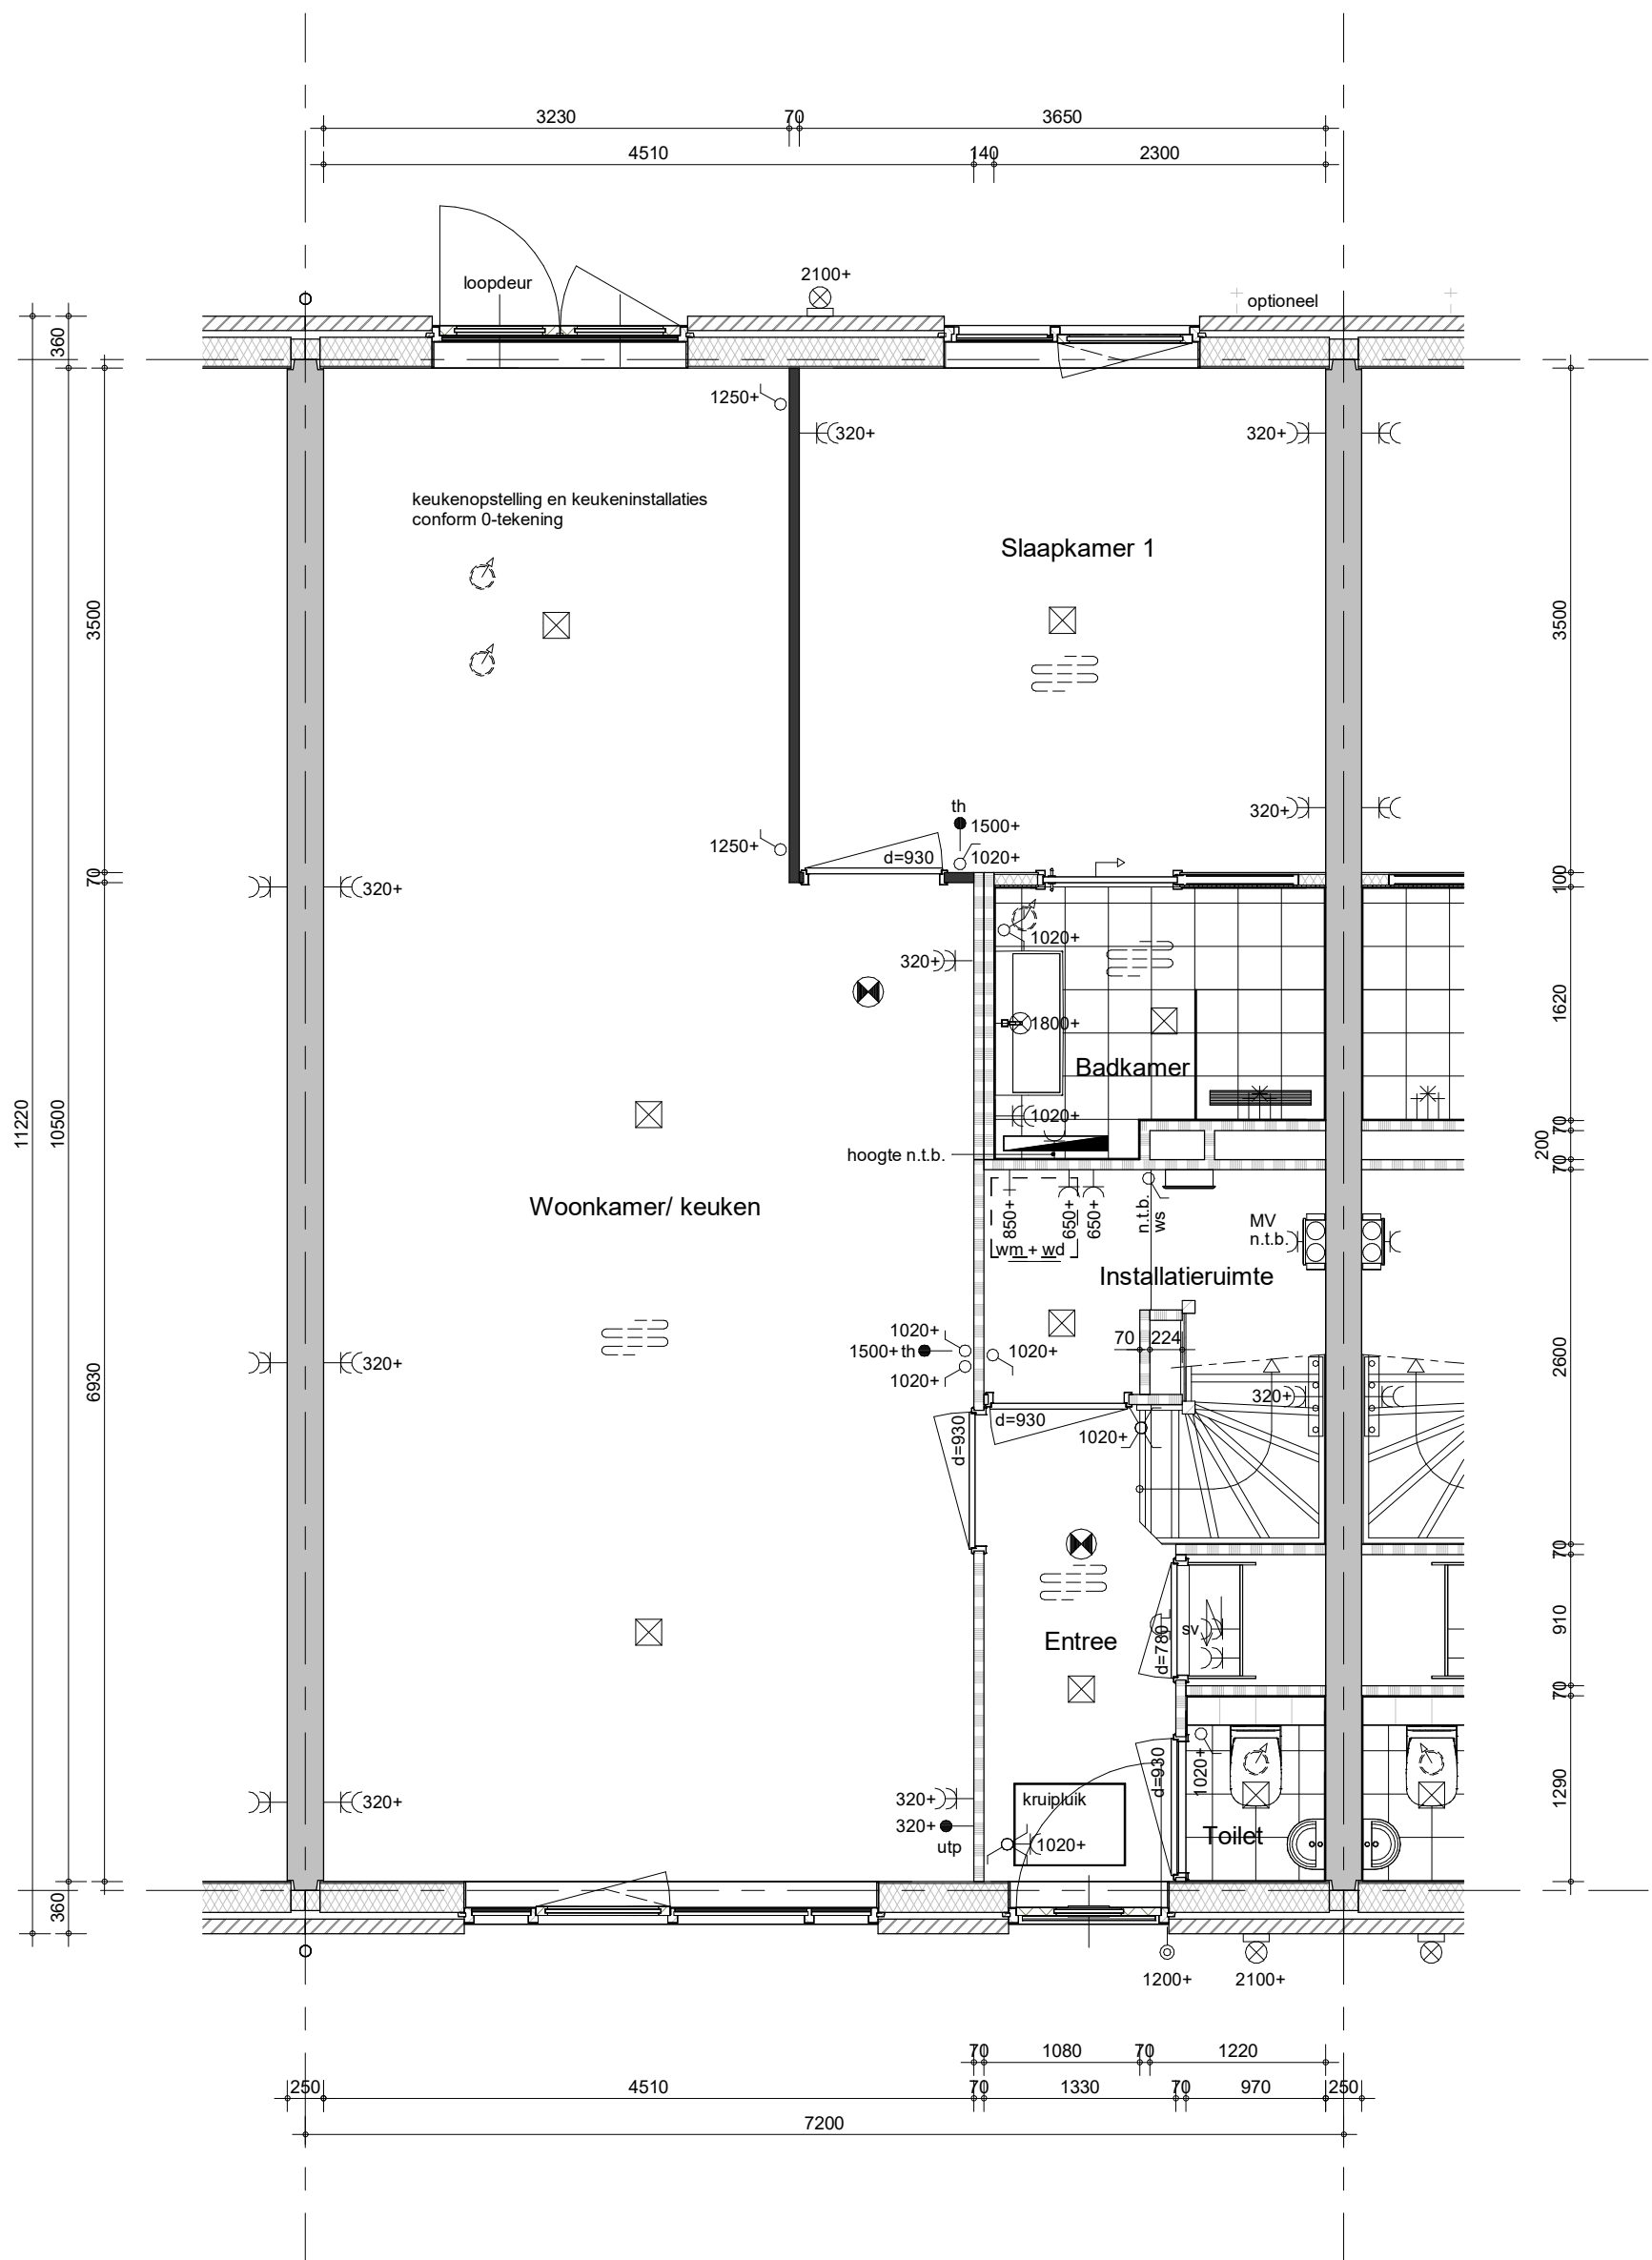 3230 70 3650
4510 140 2300
loopdeur
2100+
optioneel
360
1250+
320+
320+
keukenopstelling en keukeninstallaties
conform 0-tekening
Slaapkamer 1
3500
3500
th
1500+
320+
1250+
d=930
1020+
70
100
320+
1020+
320+
1800+
1620
Badkamer
11220
10500
1020+
70
200
70
hoogte n.t.b.
Woonkamer/ keuken
850+
650+
650+
n.t.b.
ws
MV
n.t.b.
wm + wd
Installatieruimte
1020+
70 224
1500+ th
1020+
320+
1020+
6930
2600
320+
d=930
d=930
1020+
70
910
sv
d=780
Entree
70
d=930
1020+
1290
320+
320+
kruipluik
320+
utp
1020+
Toilet
360
1200+
2100+
70 1080 70 1220
250 4510 70 1330 70 970 250
7200